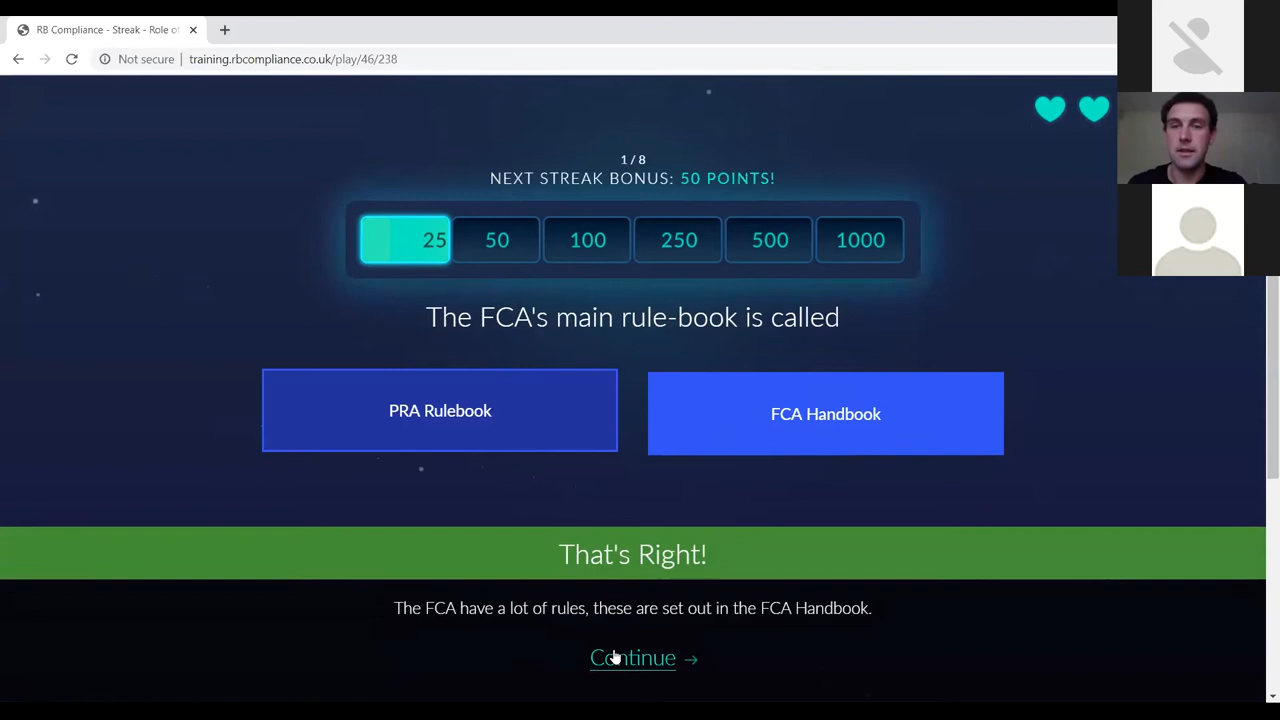 RB Compliance - Streak - Role of
Not secure
training.rbcompliance.co.uk/play/46/238
1 / 8
NEXT STREAK BONUS: 50 POINTS!
25 50 100 250 500 1000
The FCA's main rule-book is called
PRA Rulebook
FCA Handbook
That's Right!
The FCA have a lot of rules, these are set out in the FCA Handbook.
Continue →